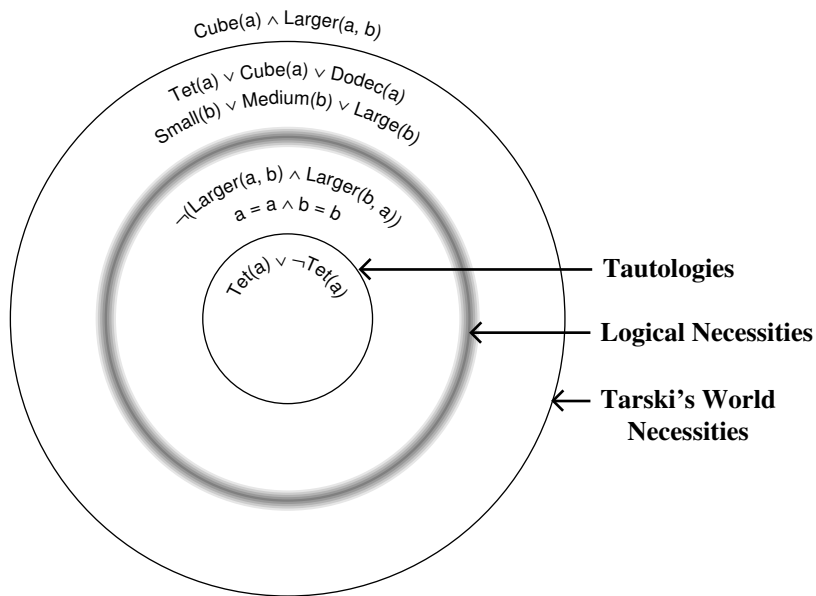 Cube(a) ∧ Larger(a, b)
Tet(a) ∨ Cube(a) ∨ Dodec(a)
Small(b) ∨ Medium(b) ∨ Large(b)
¬(Larger(a, b) ∧ Larger(b, a))
a = a ∧ b = b
Tet(a) ∨ ¬Tet(a)
Tautologies
Logical Necessities
Tarski's World
Necessities